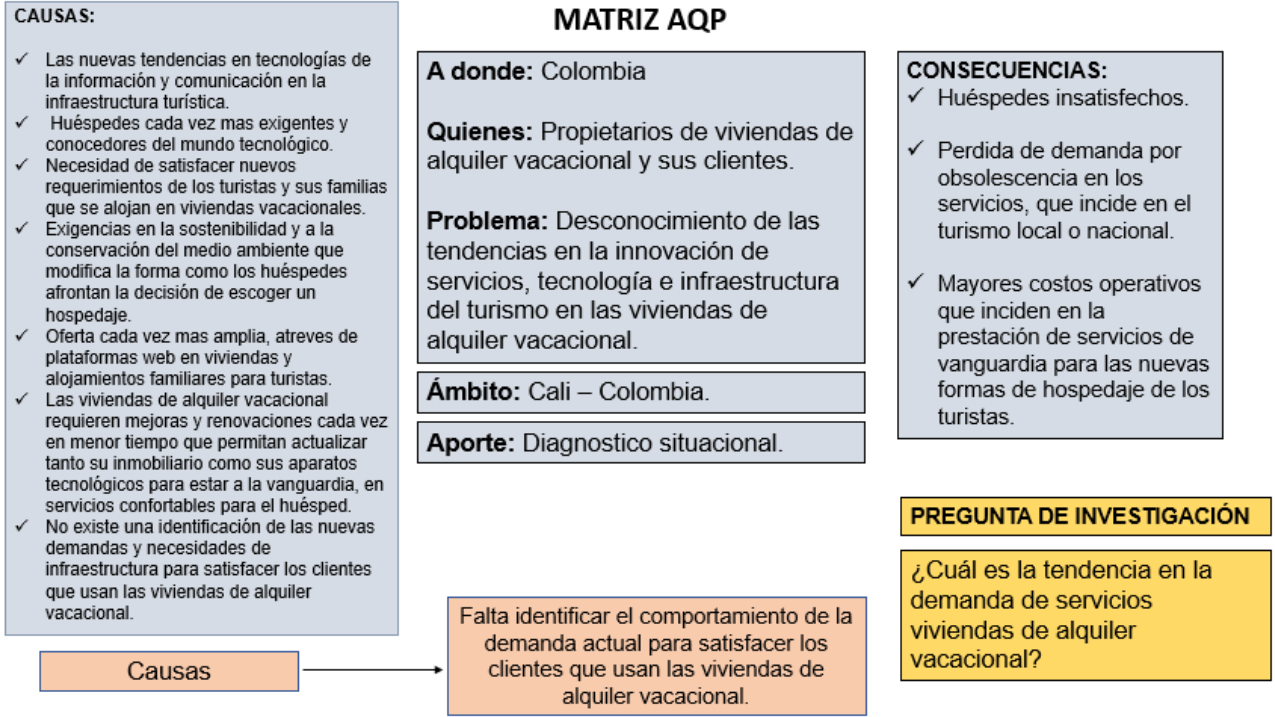 CAUSAS:
✓ Las nuevas tendencias en tecnologías de
la información y comunicación en la
infraestructura turística.
✓ Huéspedes cada vez mas exigentes y
conocedores del mundo tecnológico.
✓ Necesidad de satisfacer nuevos
requerimientos de los turistas y sus familias
que se alojan en viviendas vacacionales.
✓ Exigencias en la sostenibilidad y a la
conservación del medio ambiente que
modifica la forma como los huéspedes
afrontan la decisión de escoger un
hospedaje.
✓ Oferta cada vez mas amplia, atreves de
plataformas web en viviendas y
alojamientos familiares para turistas.
✓ Las viviendas de alquiler vacacional
requieren mejoras y renovaciones cada vez
en menor tiempo que permitan actualizar
tanto su inmobiliario como sus aparatos
tecnológicos para estar a la vanguardia, en
servicios confortables para el huésped.
✓ No existe una identificación de las nuevas
demandas y necesidades de
infraestructura para satisfacer los clientes
que usan las viviendas de alquiler
vacacional.
MATRIZ AQP
A donde: Colombia
Quienes: Propietarios de viviendas de
alquiler vacacional y sus clientes.
Problema: Desconocimiento de las
tendencias en la innovación de
servicios, tecnología e infraestructura
del turismo en las viviendas de
alquiler vacacional.
Ámbito: Cali – Colombia.
Aporte: Diagnostico situacional.
CONSECUENCIAS:
✓ Huéspedes insatisfechos.
✓ Perdida de demanda por
obsolescencia en los
servicios, que incide en el
turismo local o nacional.
✓ Mayores costos operativos
que inciden en la
prestación de servicios de
vanguardia para las nuevas
formas de hospedaje de los
turistas.
PREGUNTA DE INVESTIGACIÓN
¿Cuál es la tendencia en la
demanda de servicios
viviendas de alquiler
vacacional?
Causas
Falta identificar el comportamiento de la
demanda actual para satisfacer los
clientes que usan las viviendas de
alquiler vacacional.